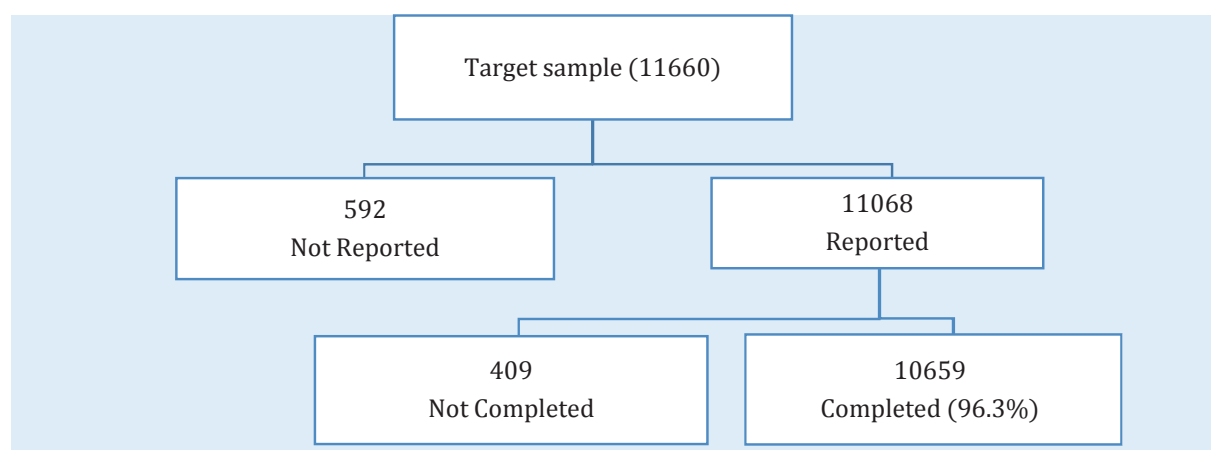 Target sample (11660)
592
Not Reported
11068
Reported
409
Not Completed
10659
Completed (96.3%)